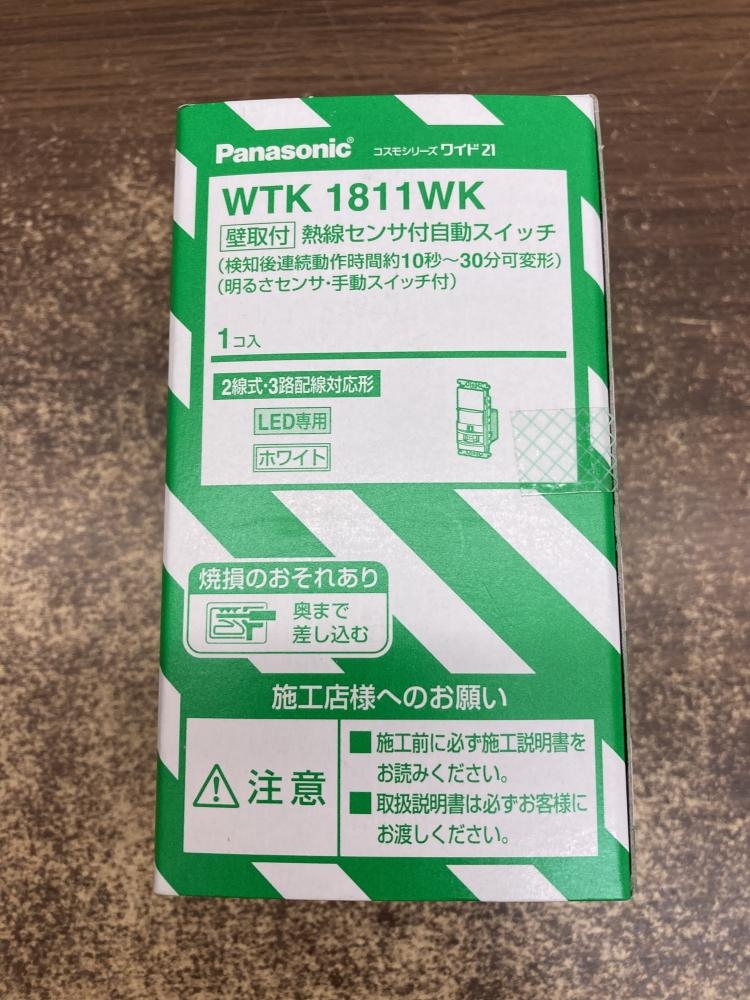 Panasonic® コスモシリーズ ワイド21
WTK 1811WK
壁取付 熱線センサ付自動スイッチ
(検知後連続動作時間約10秒～30分可変形)
(明るさセンサ・手動スイッチ付)
1コ入
2線式・3路配線対応形
LED専用
ホワイト
焼損のおそれあり
奥まで
差し込む
施工店様へのお願い
注意
■施工前に必ず施工説明書を
お読みください。
■取扱説明書は必ずお客様に
お渡しください。